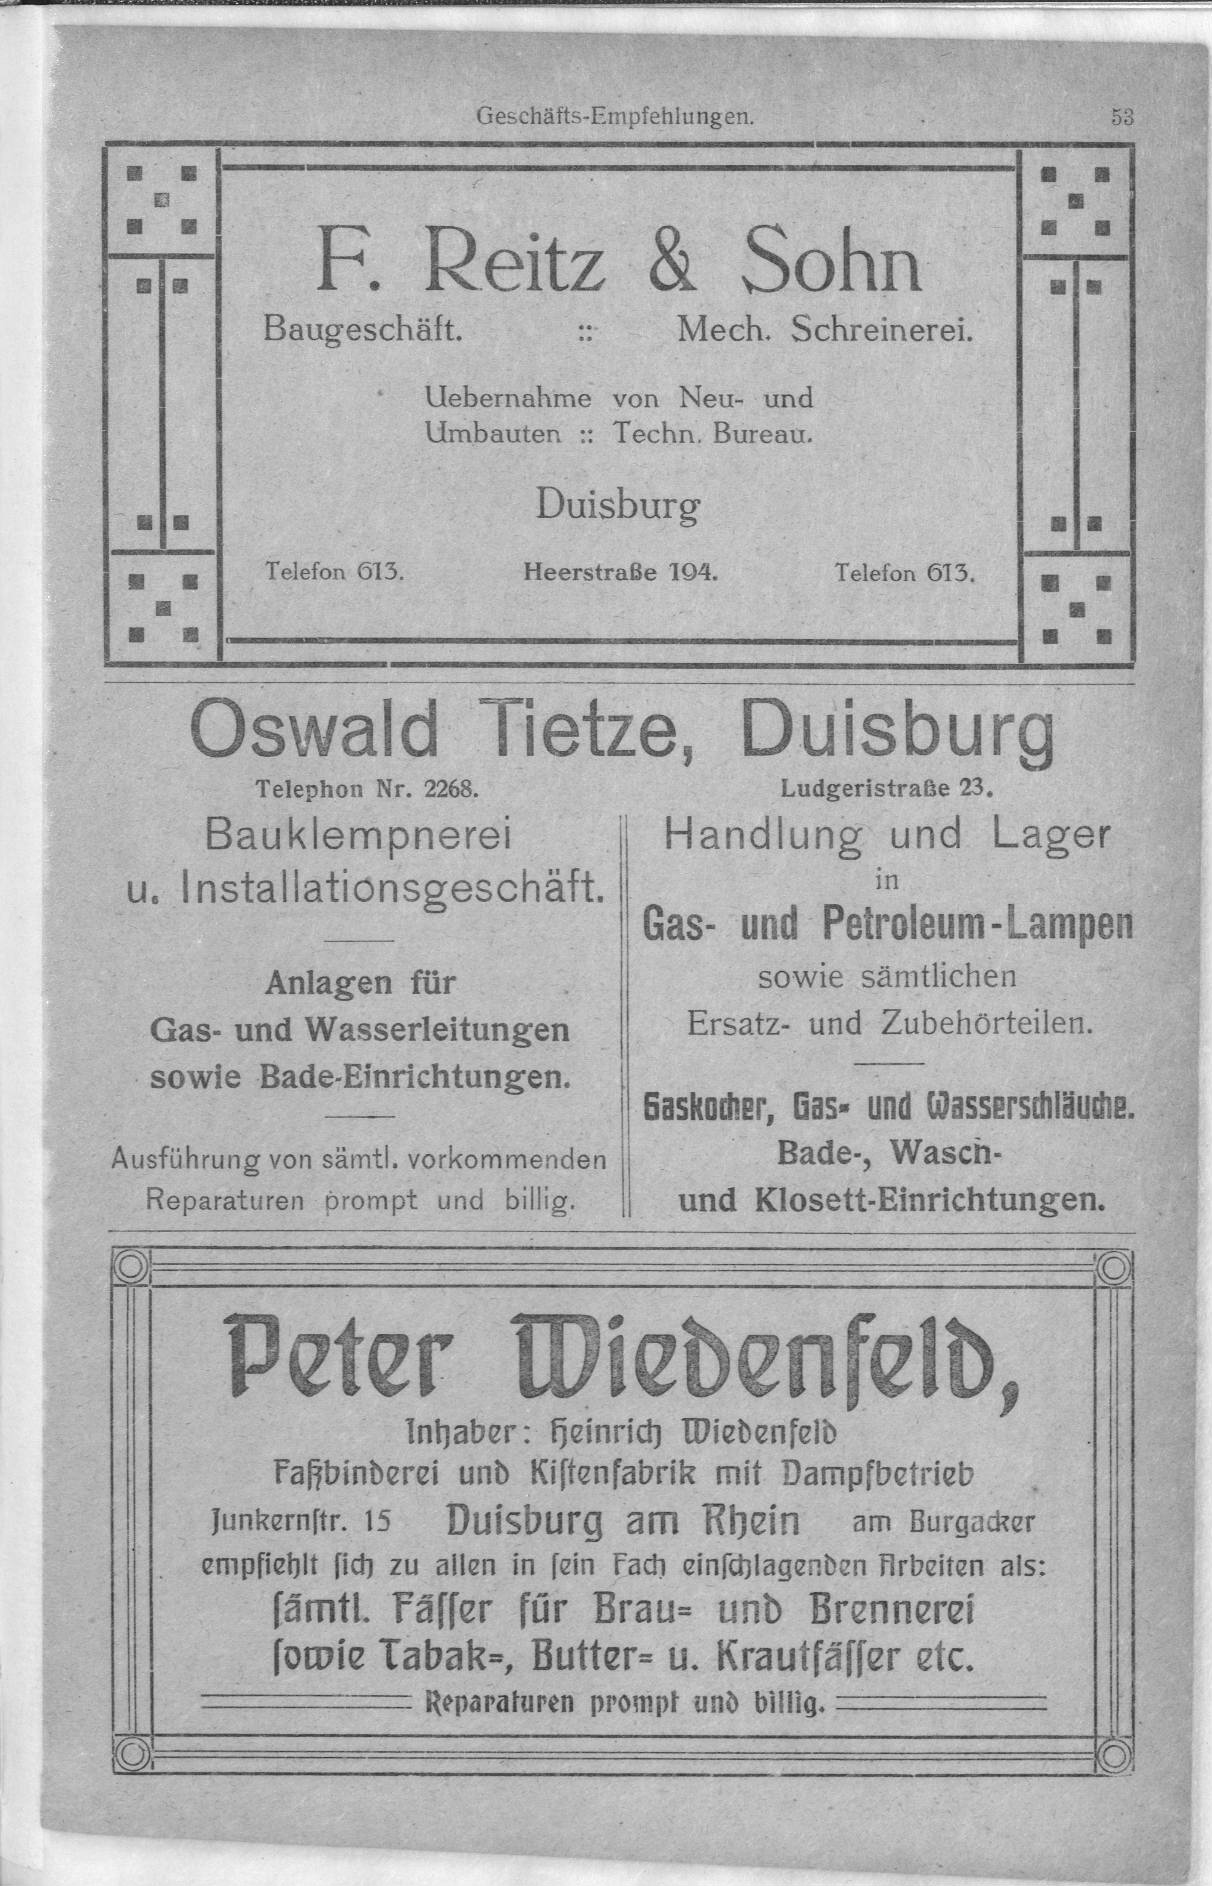 Geschäfts-Empfehlungen. 53
F. Reitz & Sohn
Baugeschäft. :: Mech. Schreinerei.
Uebernahme von Neu- und
Umbauten :: Techn. Bureau.
Duisburg
Telefon 613. Heerstraße 194. Telefon 613.
Oswald Tietze, Duisburg
Telephon Nr. 2268. Ludgeristraße 23.
Bauklempnerei
u. Installationsgeschäft.
Anlagen für
Gas- und Wasserleitungen
sowie Bade-Einrichtungen.
Ausführung von sämtl. vorkommenden
Reparaturen prompt und billig.
Handlung und Lager
in
Gas- und Petroleum-Lampen
sowie sämtlichen
Ersatz- und Zubehörteilen.
Gaskocher, Gas- und Wasserschläuche.
Bade-, Wasch-
und Klosett-Einrichtungen.
Peter Wiedenfeld,
Inhaber: Heinrich Wiedenfeld
Faßbinderei und Kiſtenfabrik mit Dampfbetrieb
Junkernſtr. 15 Duisburg am Rhein am Burgacker
empfiehlt ſich zu allen in ſein Fach einſchlagenden Arbeiten als:
ſämtl. Fäſſer für Brau= und Brennerei
ſowie Tabak=, Butter= u. Krautfäſſer etc.
Reparaturen prompt und billig.